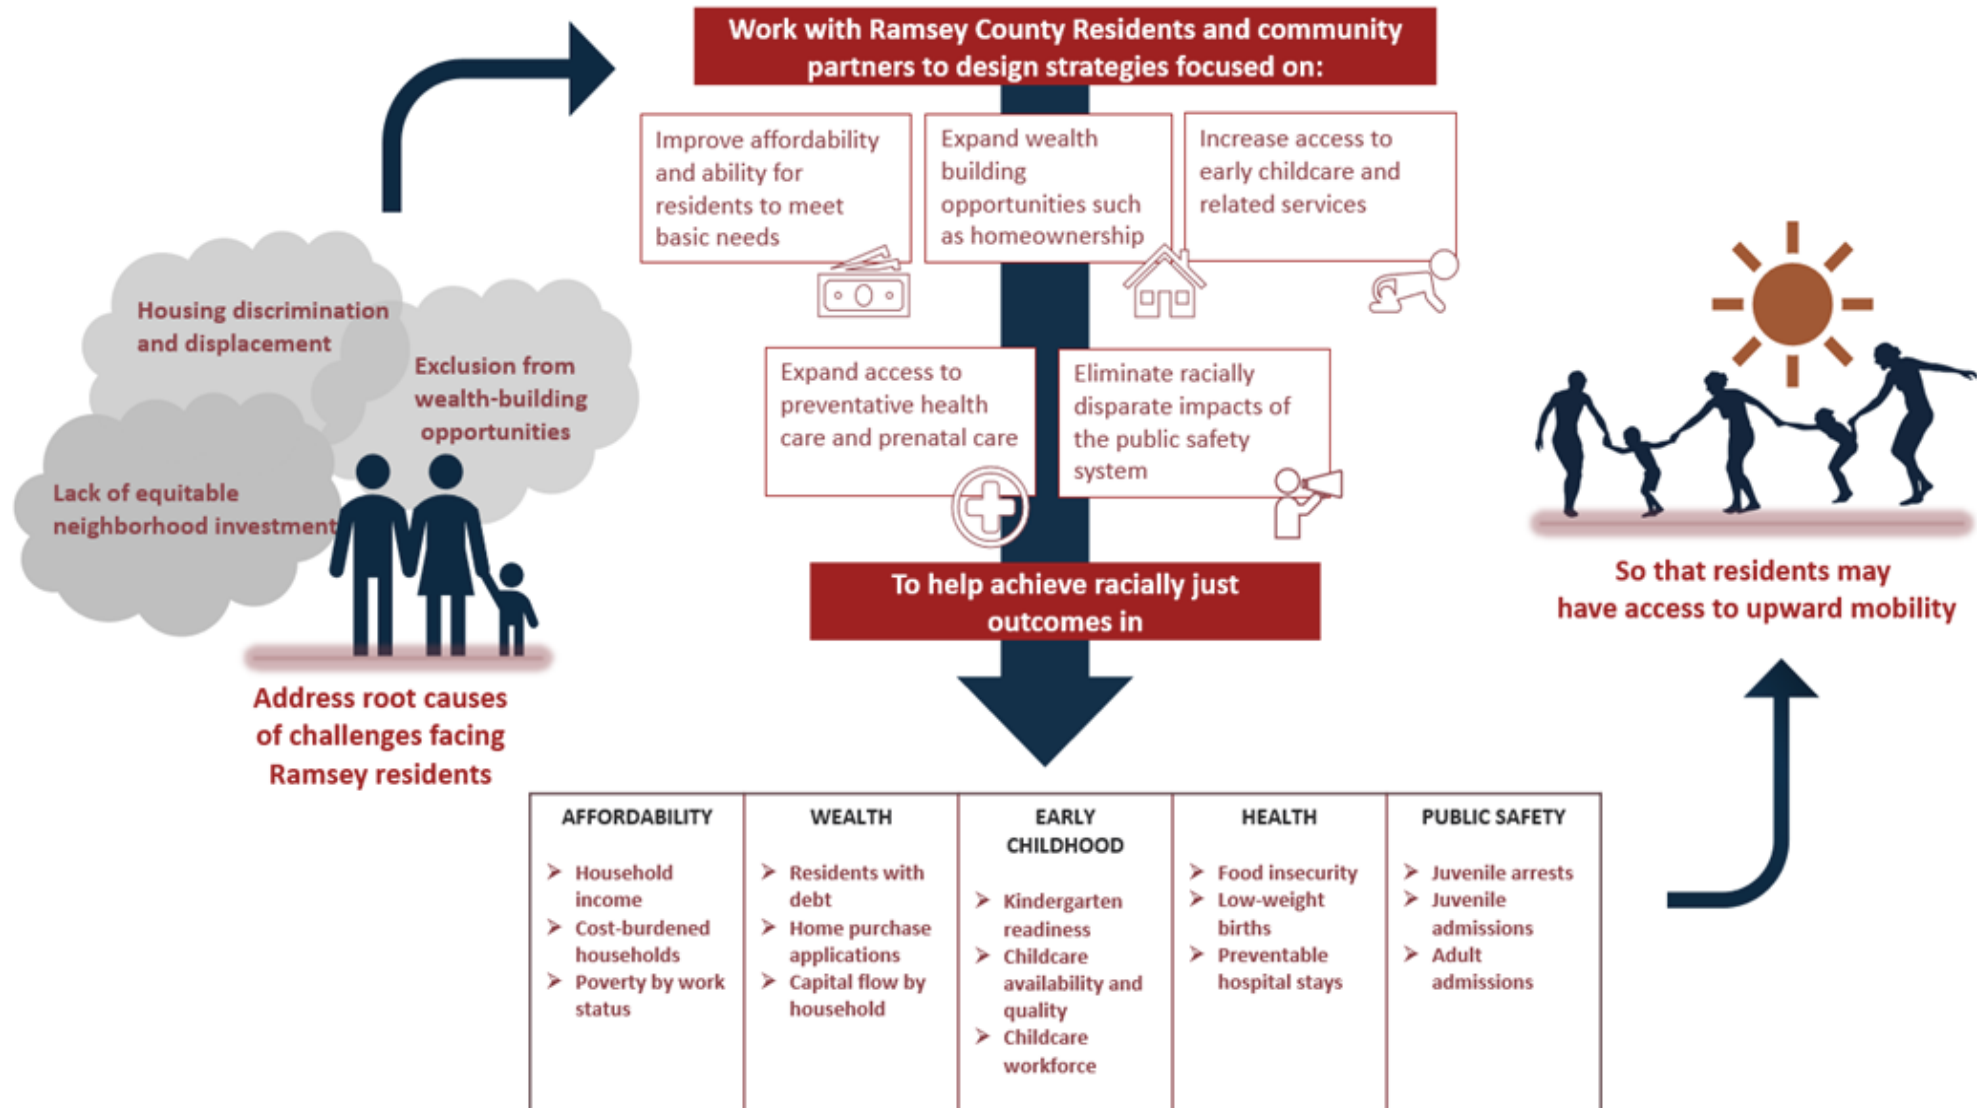 Work with Ramsey County Residents and community
partners to design strategies focused on:
Improve affordability
and ability for
residents to meet
basic needs
Expand wealth
building
opportunities such
as homeownership
Increase access to
early childcare and
related services
Housing discrimination
and displacement
Exclusion from
wealth-building
opportunities
Lack of equitable
neighborhood investment
Expand access to
preventative health
care and prenatal care
Eliminate racially
disparate impacts of
the public safety
system
To help achieve racially just
outcomes in
Address root causes
of challenges facing
Ramsey residents
So that residents may
have access to upward mobility
AFFORDABILITY
➢ Household
income
➢ Cost-burdened
households
➢ Poverty by work
status
WEALTH
➢ Residents with
debt
➢ Home purchase
applications
➢ Capital flow by
household
EARLY
CHILDHOOD
➢ Kindergarten
readiness
➢ Childcare
availability and
quality
➢ Childcare
workforce
HEALTH
➢ Food insecurity
➢ Low-weight
births
➢ Preventable
hospital stays
PUBLIC SAFETY
➢ Juvenile arrests
➢ Juvenile
admissions
➢ Adult
admissions